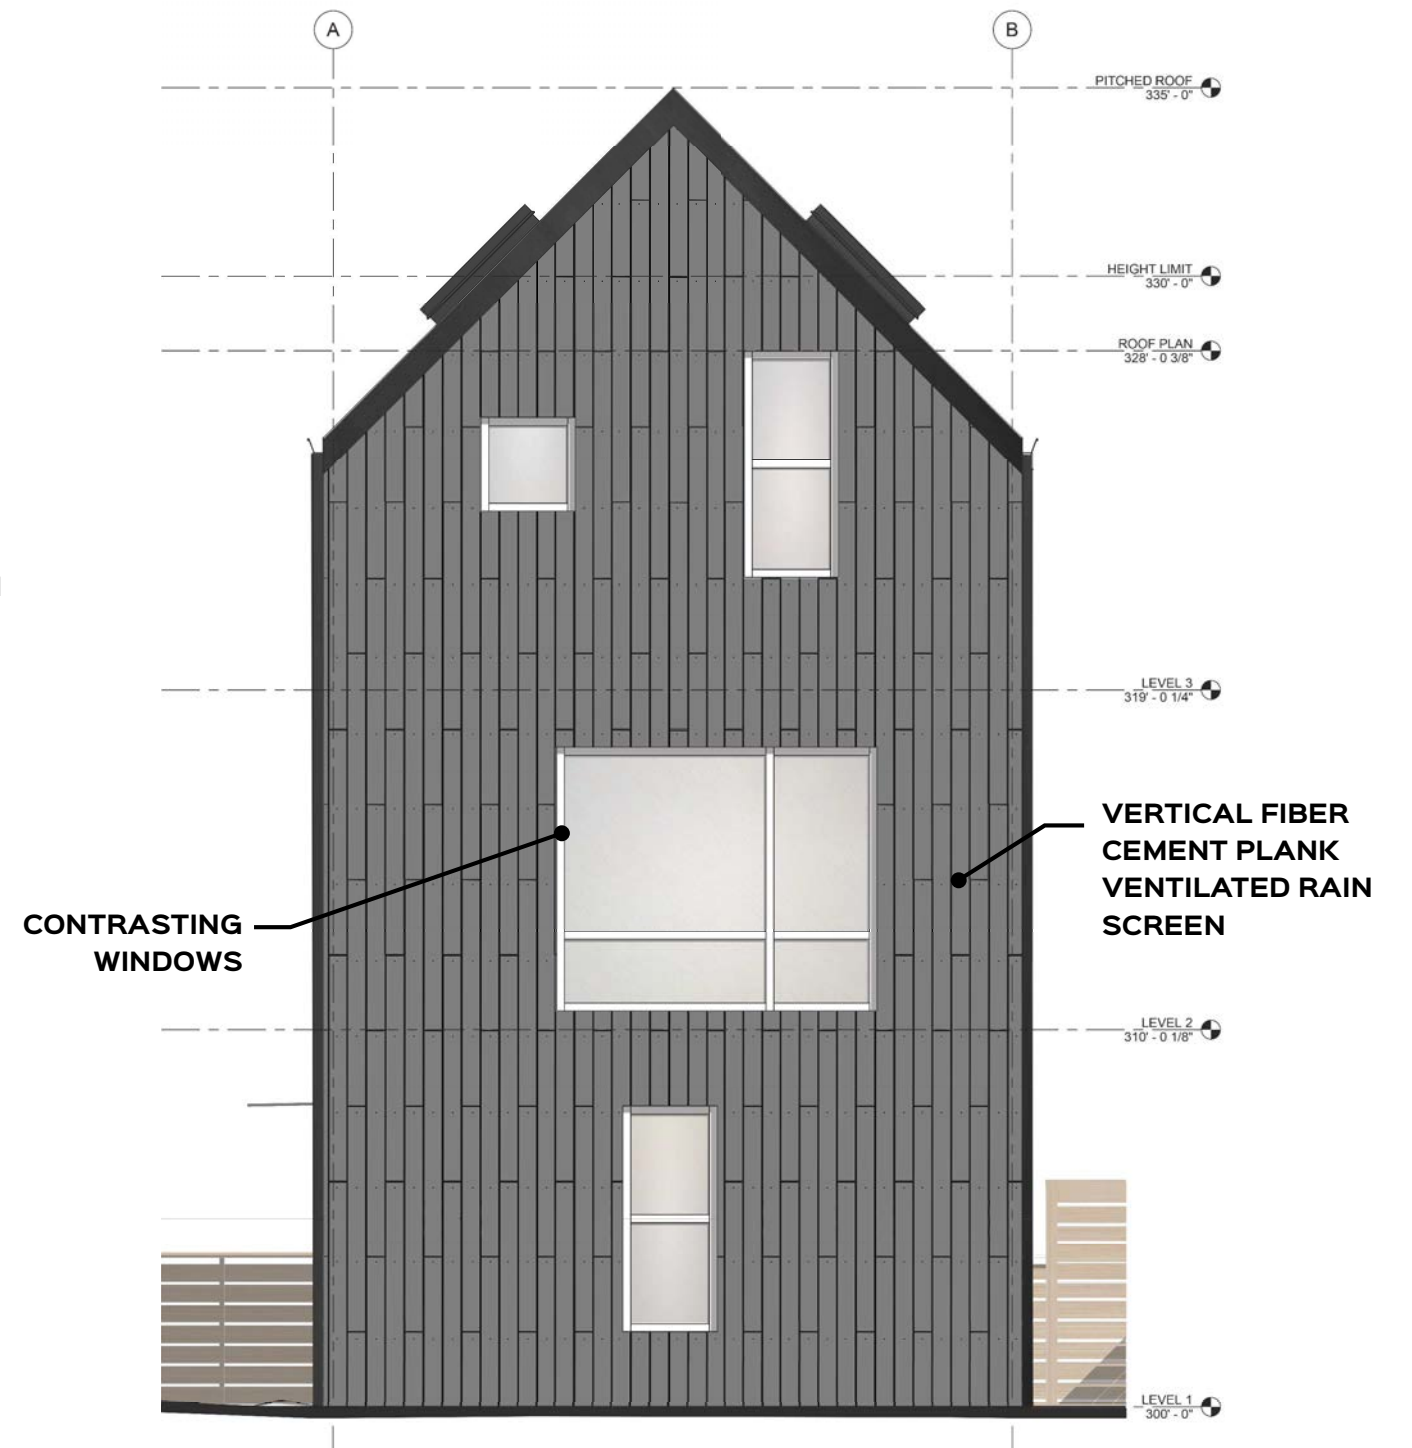 A
B
PITCHED ROOF
335' - 0"
HEIGHT LIMIT
330' - 0"
ROOF PLAN
328' - 0 3/8"
LEVEL 3
319' - 0 1/4"
VERTICAL FIBER
CEMENT PLANK
VENTILATED RAIN
SCREEN
CONTRASTING
WINDOWS
LEVEL 2
310' - 0 1/8"
LEVEL 1
300' - 0"